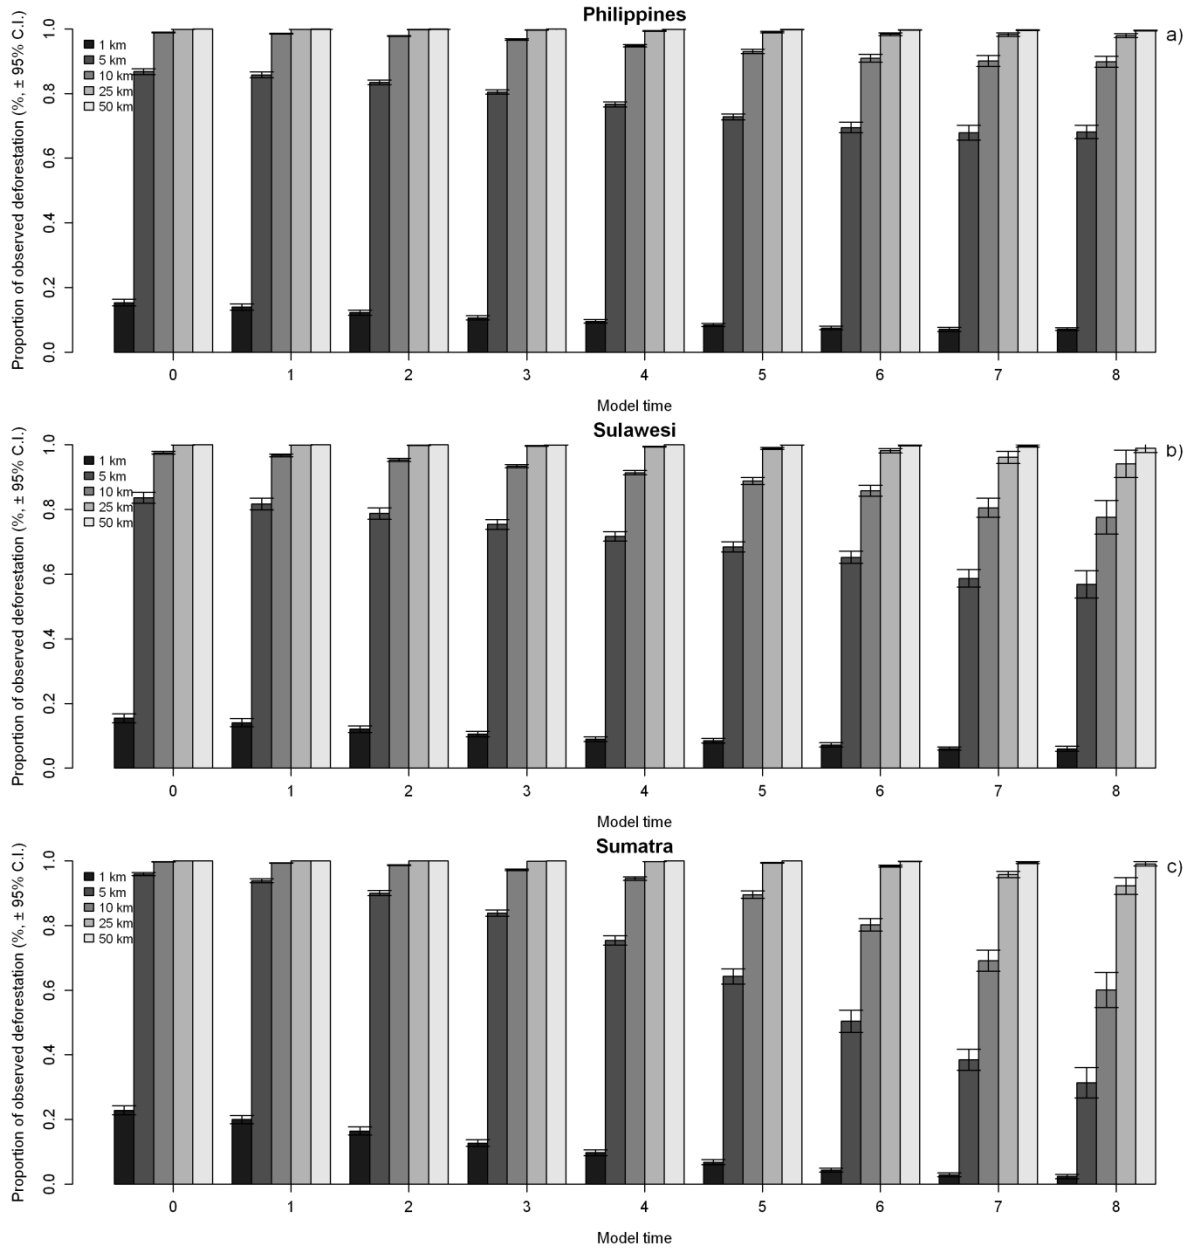 Philippines
a)
Proportion of observed deforestation (%, ± 95% C.I.)
1.0
0.8
0.6
0.4
0.2
0.0
1 km
5 km
10 km
25 km
50 km
0 1 2 3 4 5 6 7 8
Model time
Sulawesi
b)
Proportion of observed deforestation (%, ± 95% C.I.)
1.0
0.8
0.6
0.4
0.2
0.0
1 km
5 km
10 km
25 km
50 km
0 1 2 3 4 5 6 7 8
Model time
Sumatra
c)
Proportion of observed deforestation (%, ± 95% C.I.)
1.0
0.8
0.6
0.4
0.2
0.0
1 km
5 km
10 km
25 km
50 km
0 1 2 3 4 5 6 7 8
Model time